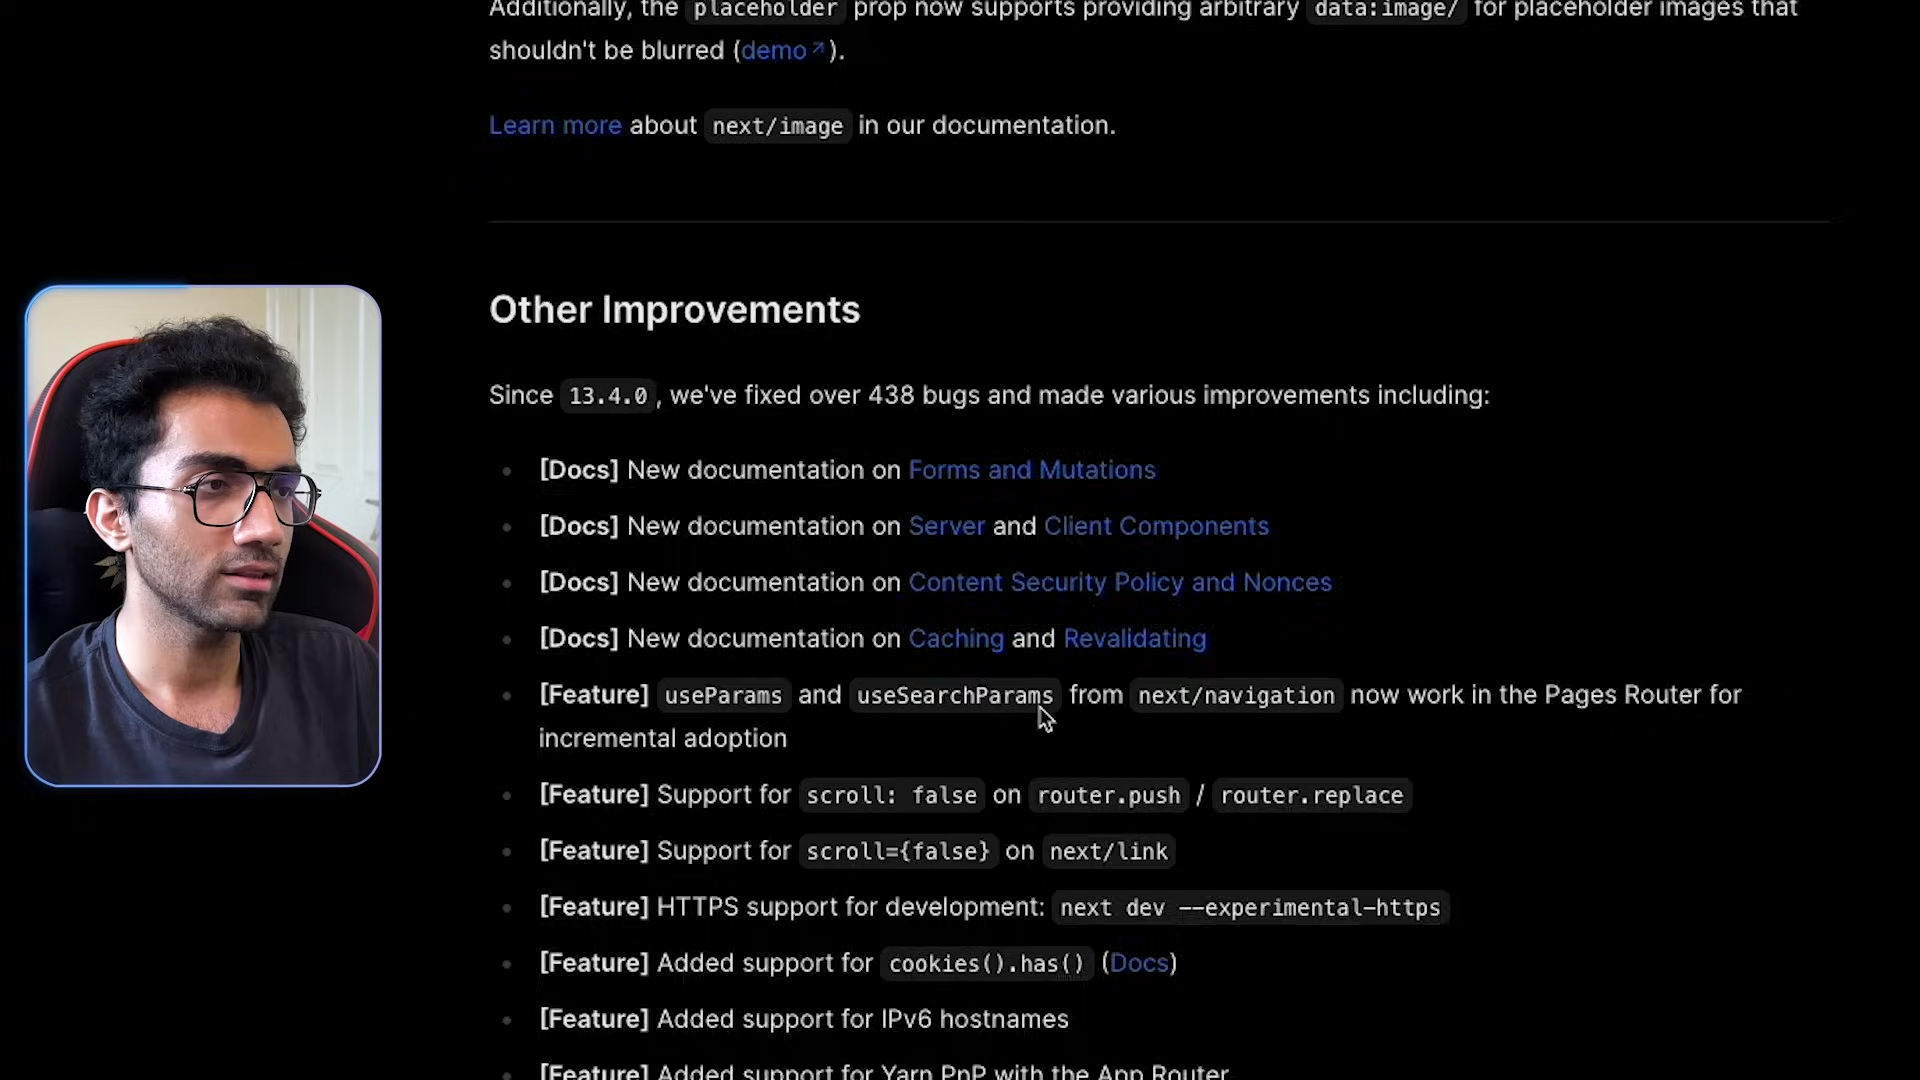 Additionally, the placeholder prop now supports providing arbitrary data:image/ for placeholder images that
shouldn't be blurred (demo↗).
Learn more about next/image in our documentation.
Other Improvements
Since 13.4.0, we've fixed over 438 bugs and made various improvements including:
• [Docs] New documentation on Forms and Mutations
• [Docs] New documentation on Server and Client Components
• [Docs] New documentation on Content Security Policy and Nonces
• [Docs] New documentation on Caching and Revalidating
• [Feature] useParams and useSearchParams from next/navigation now work in the Pages Router for
incremental adoption
• [Feature] Support for scroll: false on router.push / router.replace
• [Feature] Support for scroll={false} on next/link
• [Feature] HTTPS support for development: next dev --experimental-https
• [Feature] Added support for cookies().has() (Docs)
• [Feature] Added support for IPv6 hostnames
• [Feature] Added support for Yarn PnP with the App Router